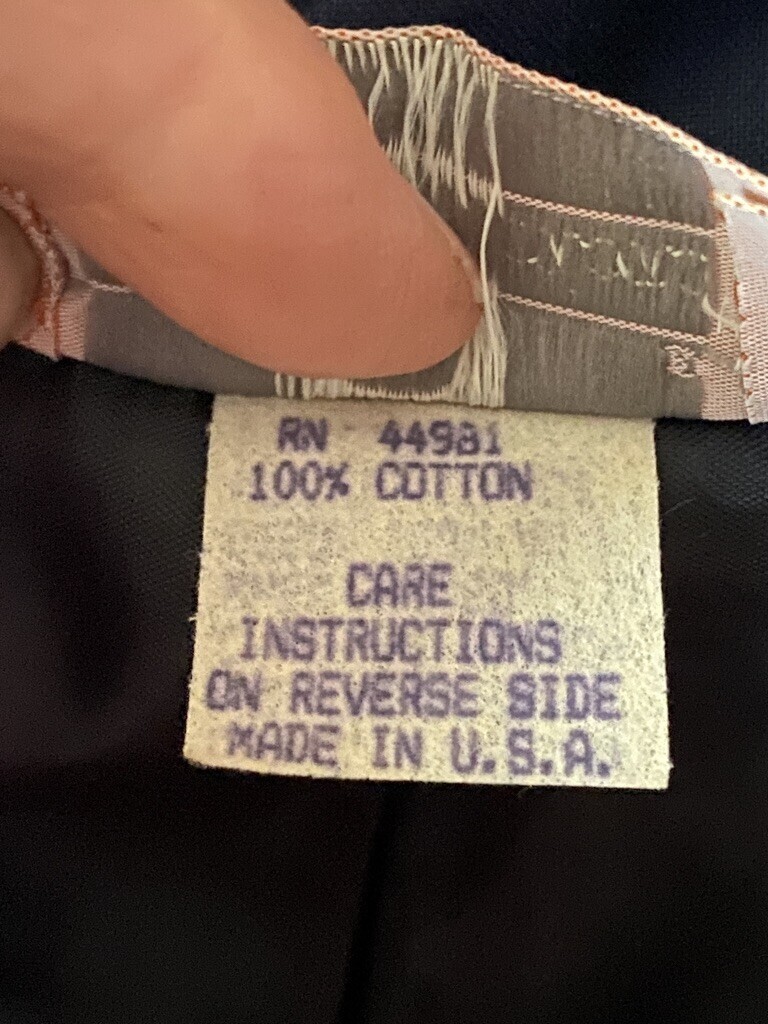 RN 44981
100% COTTON
CARE
INSTRUCTIONS
ON REVERSE SIDE
MADE IN U.S.A.